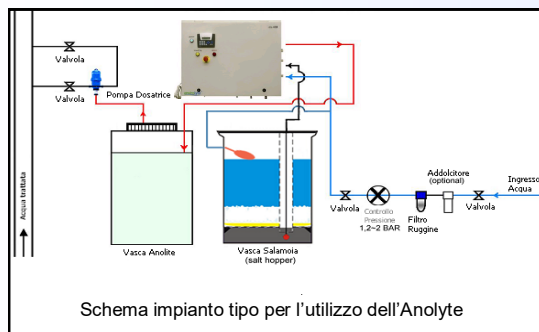 Valvola
Valvola
Pompa Dosatrice
Acqua trattata
Vasca Anolite
Vasca Salamoia
(salt hopper)
Valvola
Controllo
Pressione
1,2~2 BAR
Filtro
Ruggine
Addolcitore
(optional)
Valvola
Ingresso
Acqua
Schema impianto tipo per l'utilizzo dell'Anolyte